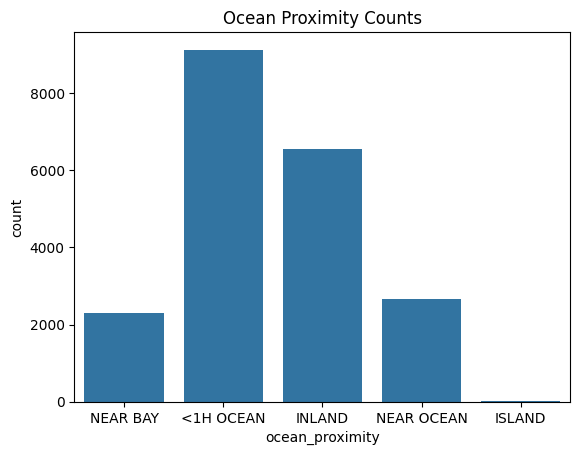 Ocean Proximity Counts
count
8000
6000
4000
2000
0
NEAR BAY <1H OCEAN INLAND NEAR OCEAN ISLAND
ocean_proximity